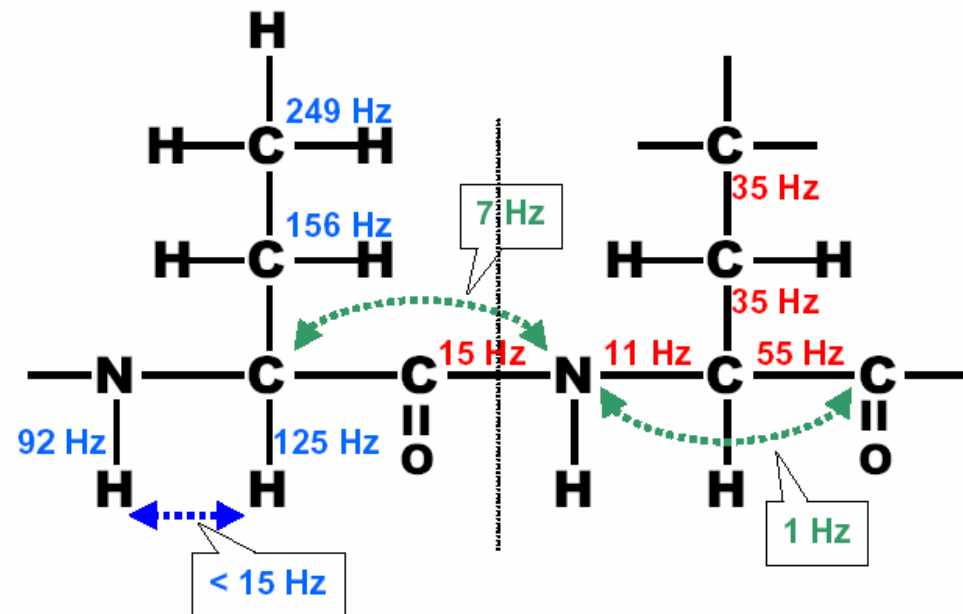 H
249 Hz
H C H C
35 Hz
7 Hz
156 Hz
H C H H C H
35 Hz
N C C 15 Hz N 11 Hz C 55 Hz C
92 Hz 125 Hz O O
H H H H
1 Hz
< 15 Hz